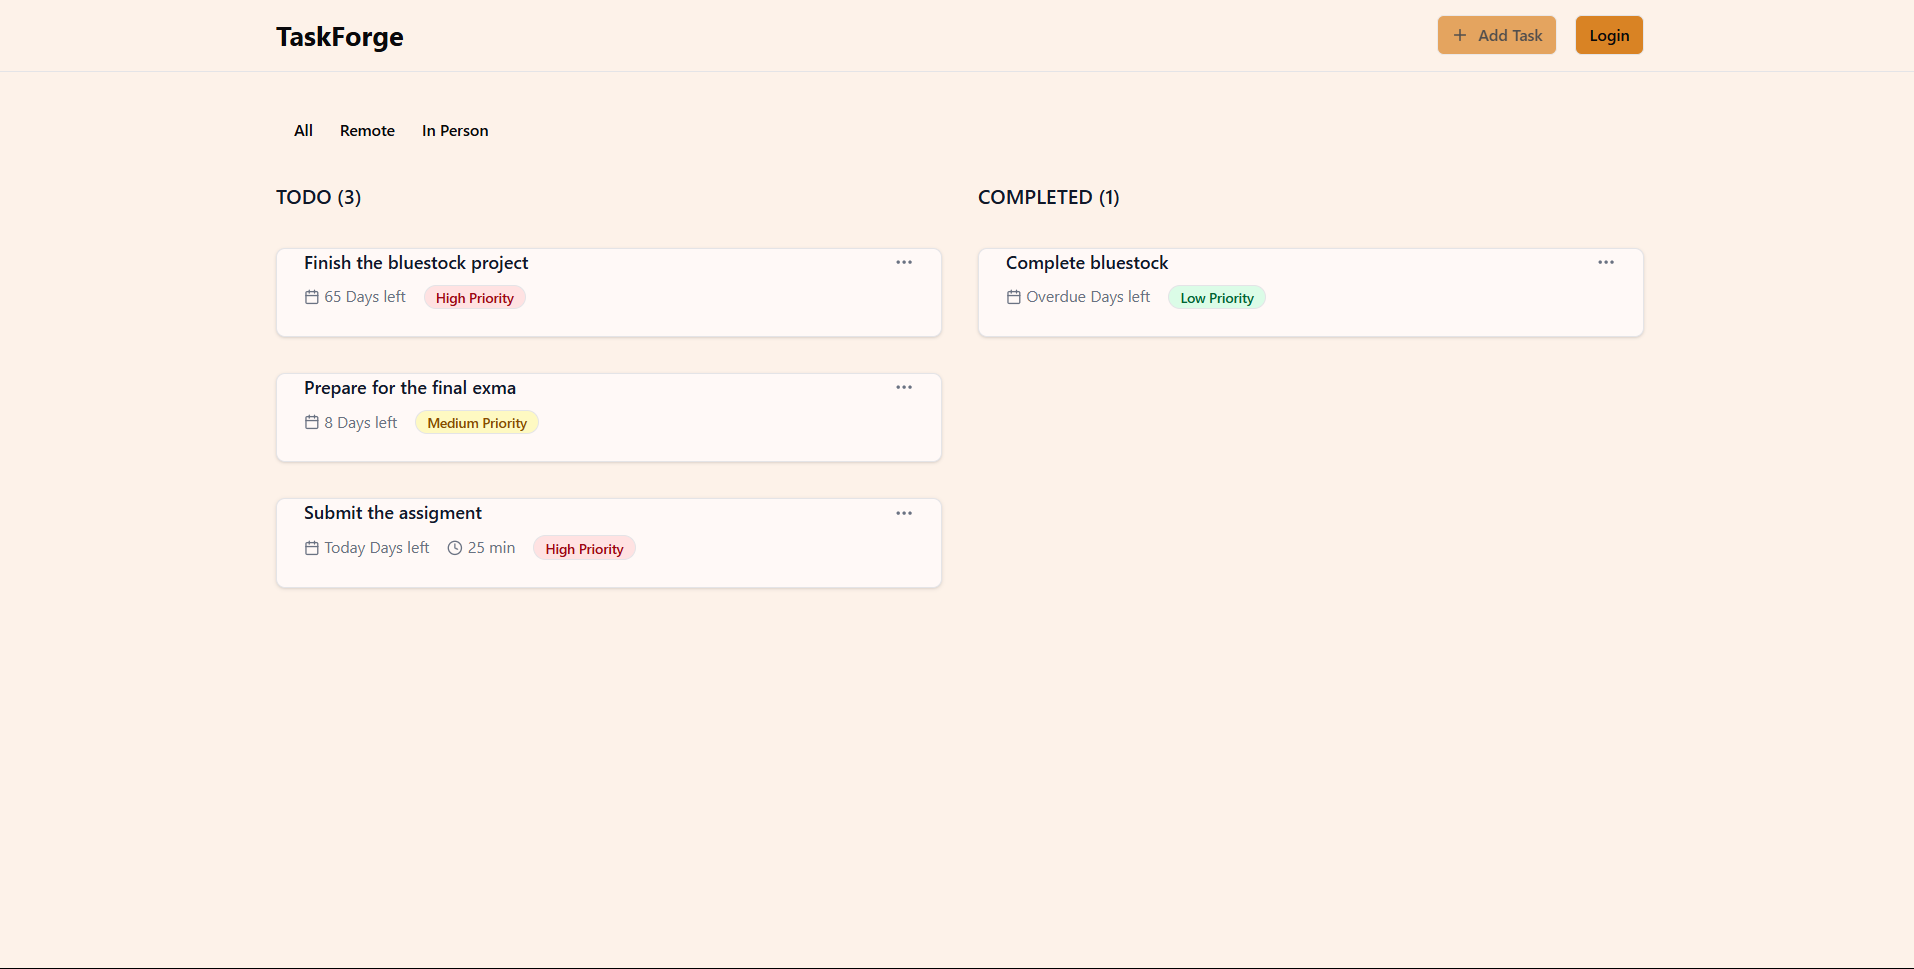 TaskForge
+ Add Task
Login
All Remote In Person
TODO (3)
Finish the bluestock project
65 Days left High Priority
Prepare for the final exma
8 Days left Medium Priority
Submit the assigment
Today Days left 25 min High Priority
COMPLETED (1)
Complete bluestock
Overdue Days left Low Priority